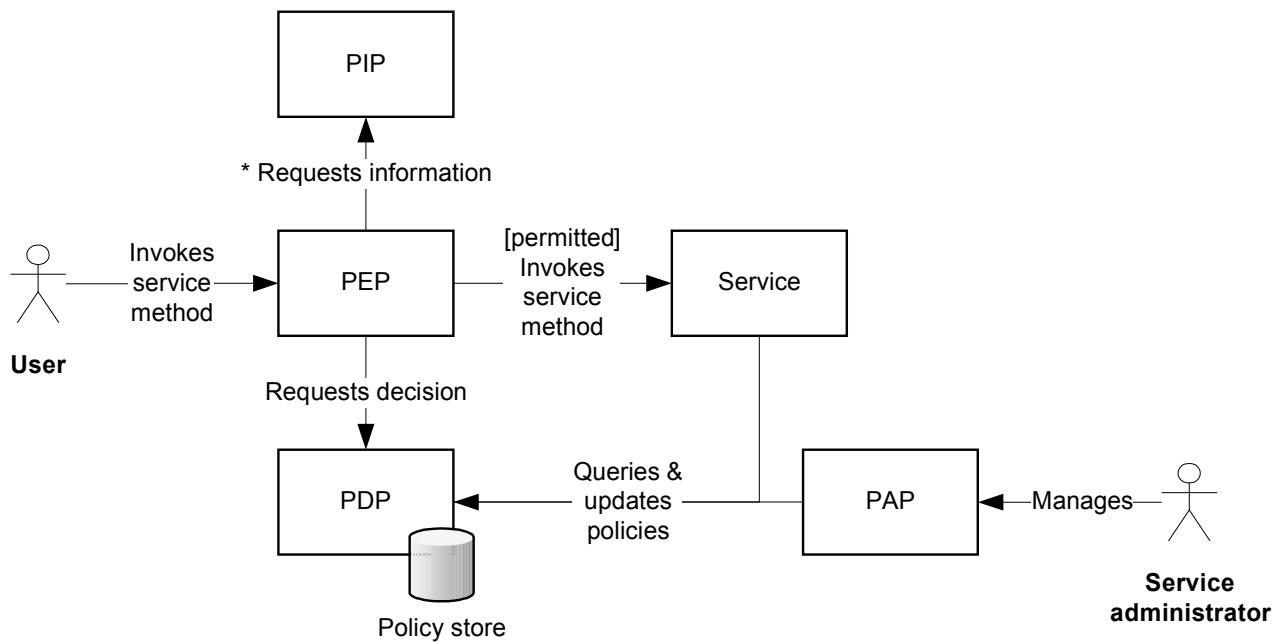 PIP
* Requests information
Invokes
service
method
PEP
[permitted]
Invokes
service
method
Service
User
Requests decision
PDP
Queries &
updates
policies
PAP
Manages
Policy store
Service
administrator